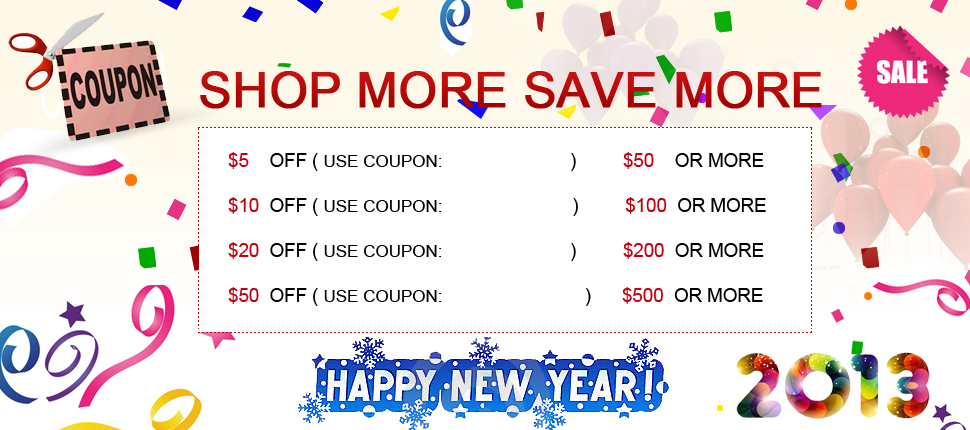 COUPON
SALE
SHOP MORE SAVE MORE
$5 OFF ( USE COUPON: ) $50 OR MORE
$10 OFF ( USE COUPON: ) $100 OR MORE
$20 OFF ( USE COUPON: ) $200 OR MORE
$50 OFF ( USE COUPON: ) $500 OR MORE
HAPPY NEW YEAR!
2013